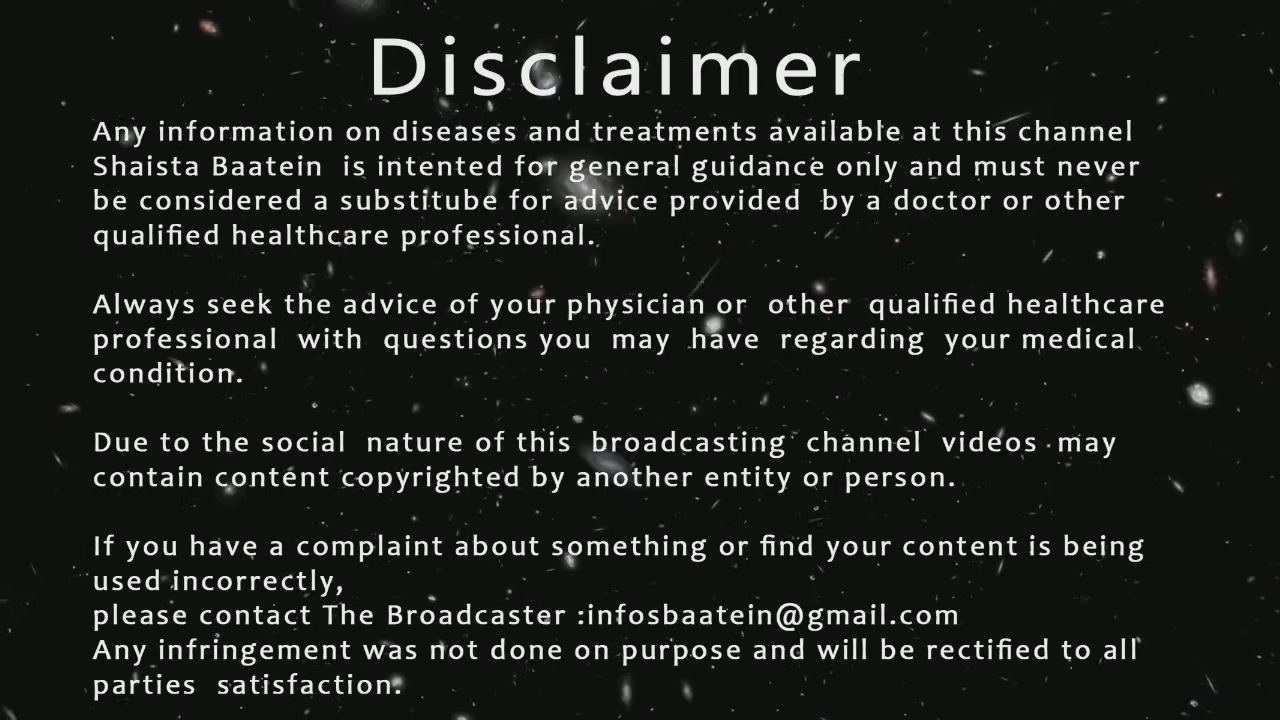 Disclaimer
Any information on diseases and treatments available at this channel
Shaista Baatein is intented for general guidance only and must never
be considered a substitube for advice provided by a doctor or other
qualified healthcare professional.
Always seek the advice of your physician or other qualified healthcare
professional with questions you may have regarding your medical
condition.
Due to the social nature of this broadcasting channel videos may
contain content copyrighted by another entity or person.
If you have a complaint about something or find your content is being
used incorrectly,
please contact The Broadcaster :infosbaatein@gmail.com
Any infringement was not done on purpose and will be rectified to all
parties satisfaction.